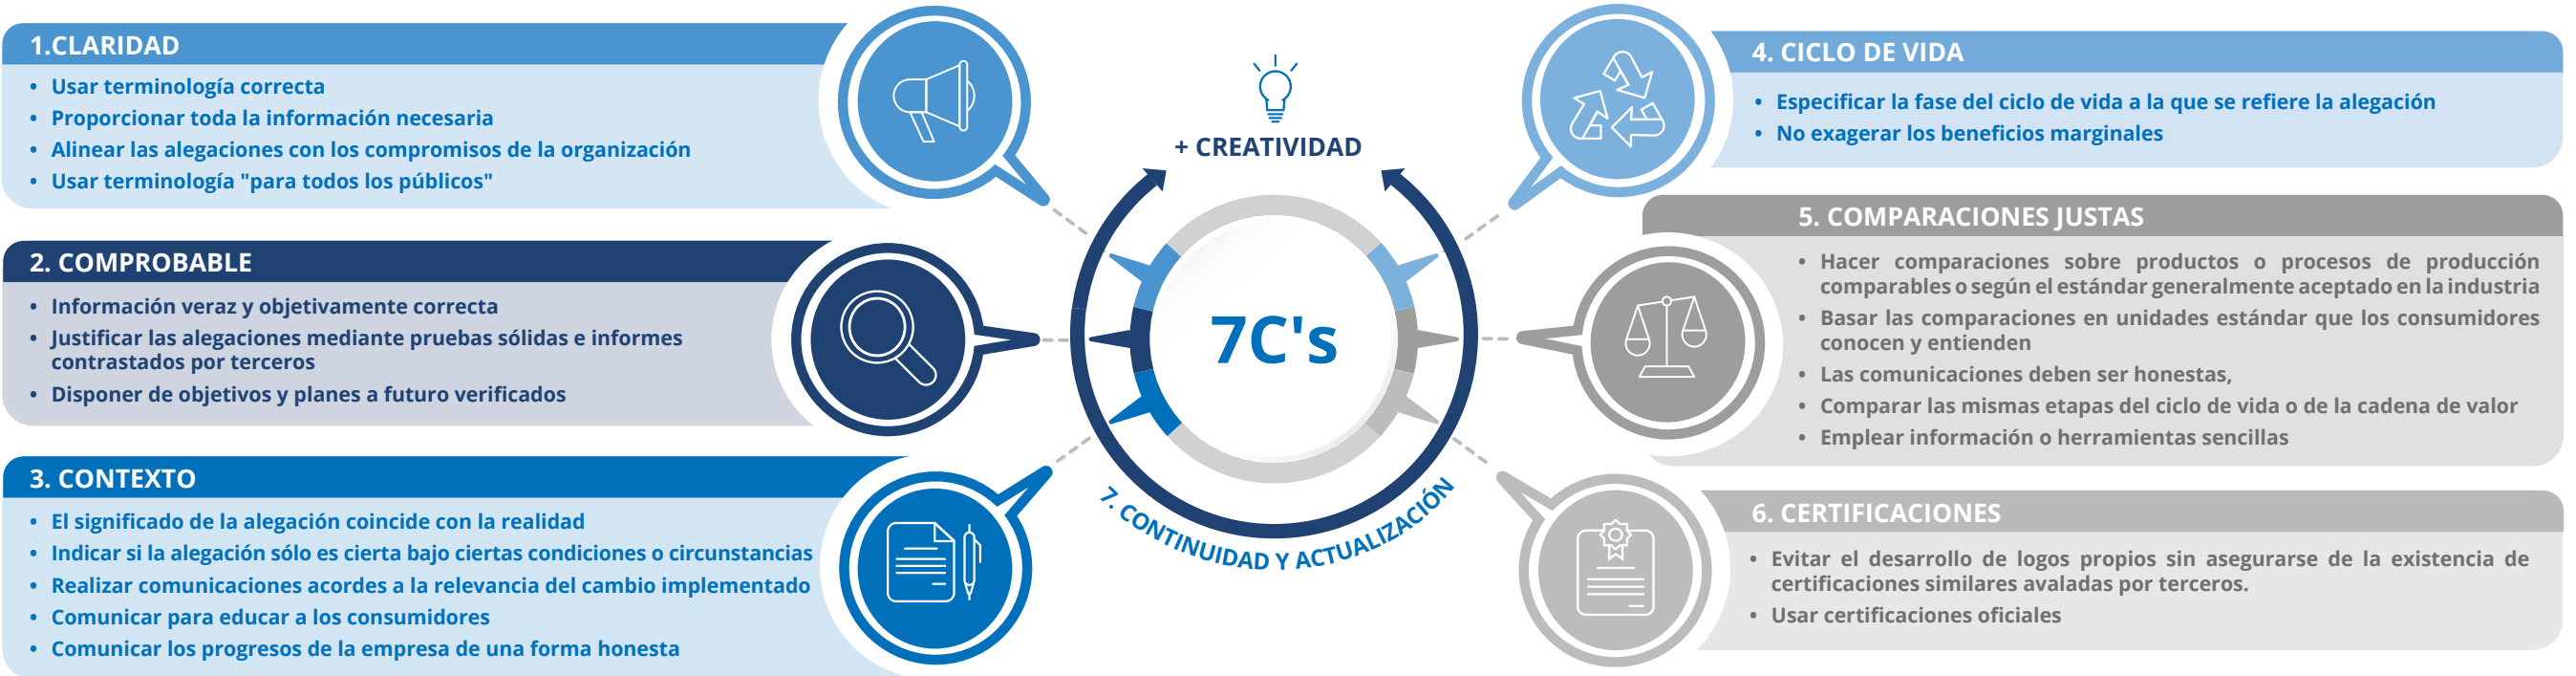 1.CLARIDAD
• Usar terminología correcta
• Proporcionar toda la información necesaria
• Alinear las alegaciones con los compromisos de la organización
• Usar terminología "para todos los públicos"
2. COMPROBABLE
• Información veraz y objetivamente correcta
• Justificar las alegaciones mediante pruebas sólidas e informes
contrastados por terceros
• Disponer de objetivos y planes a futuro verificados
3. CONTEXTO
• El significado de la alegación coincide con la realidad
• Indicar si la alegación sólo es cierta bajo ciertas condiciones o circunstancias
• Realizar comunicaciones acordes a la relevancia del cambio implementado
• Comunicar para educar a los consumidores
• Comunicar los progresos de la empresa de una forma honesta
+ CREATIVIDAD
7C's
7. CONTINUIDAD Y ACTUALIZACIÓN
4. CICLO DE VIDA
• Especificar la fase del ciclo de vida a la que se refiere la alegación
• No exagerar los beneficios marginales
5. COMPARACIONES JUSTAS
• Hacer comparaciones sobre productos o procesos de producción
comparables o según el estándar generalmente aceptado en la industria
• Basar las comparaciones en unidades estándar que los consumidores
conocen y entienden
• Las comunicaciones deben ser honestas,
• Comparar las mismas etapas del ciclo de vida o de la cadena de valor
• Emplear información o herramientas sencillas
6. CERTIFICACIONES
• Evitar el desarrollo de logos propios sin asegurarse de la existencia de
certificaciones similares avaladas por terceros.
• Usar certificaciones oficiales